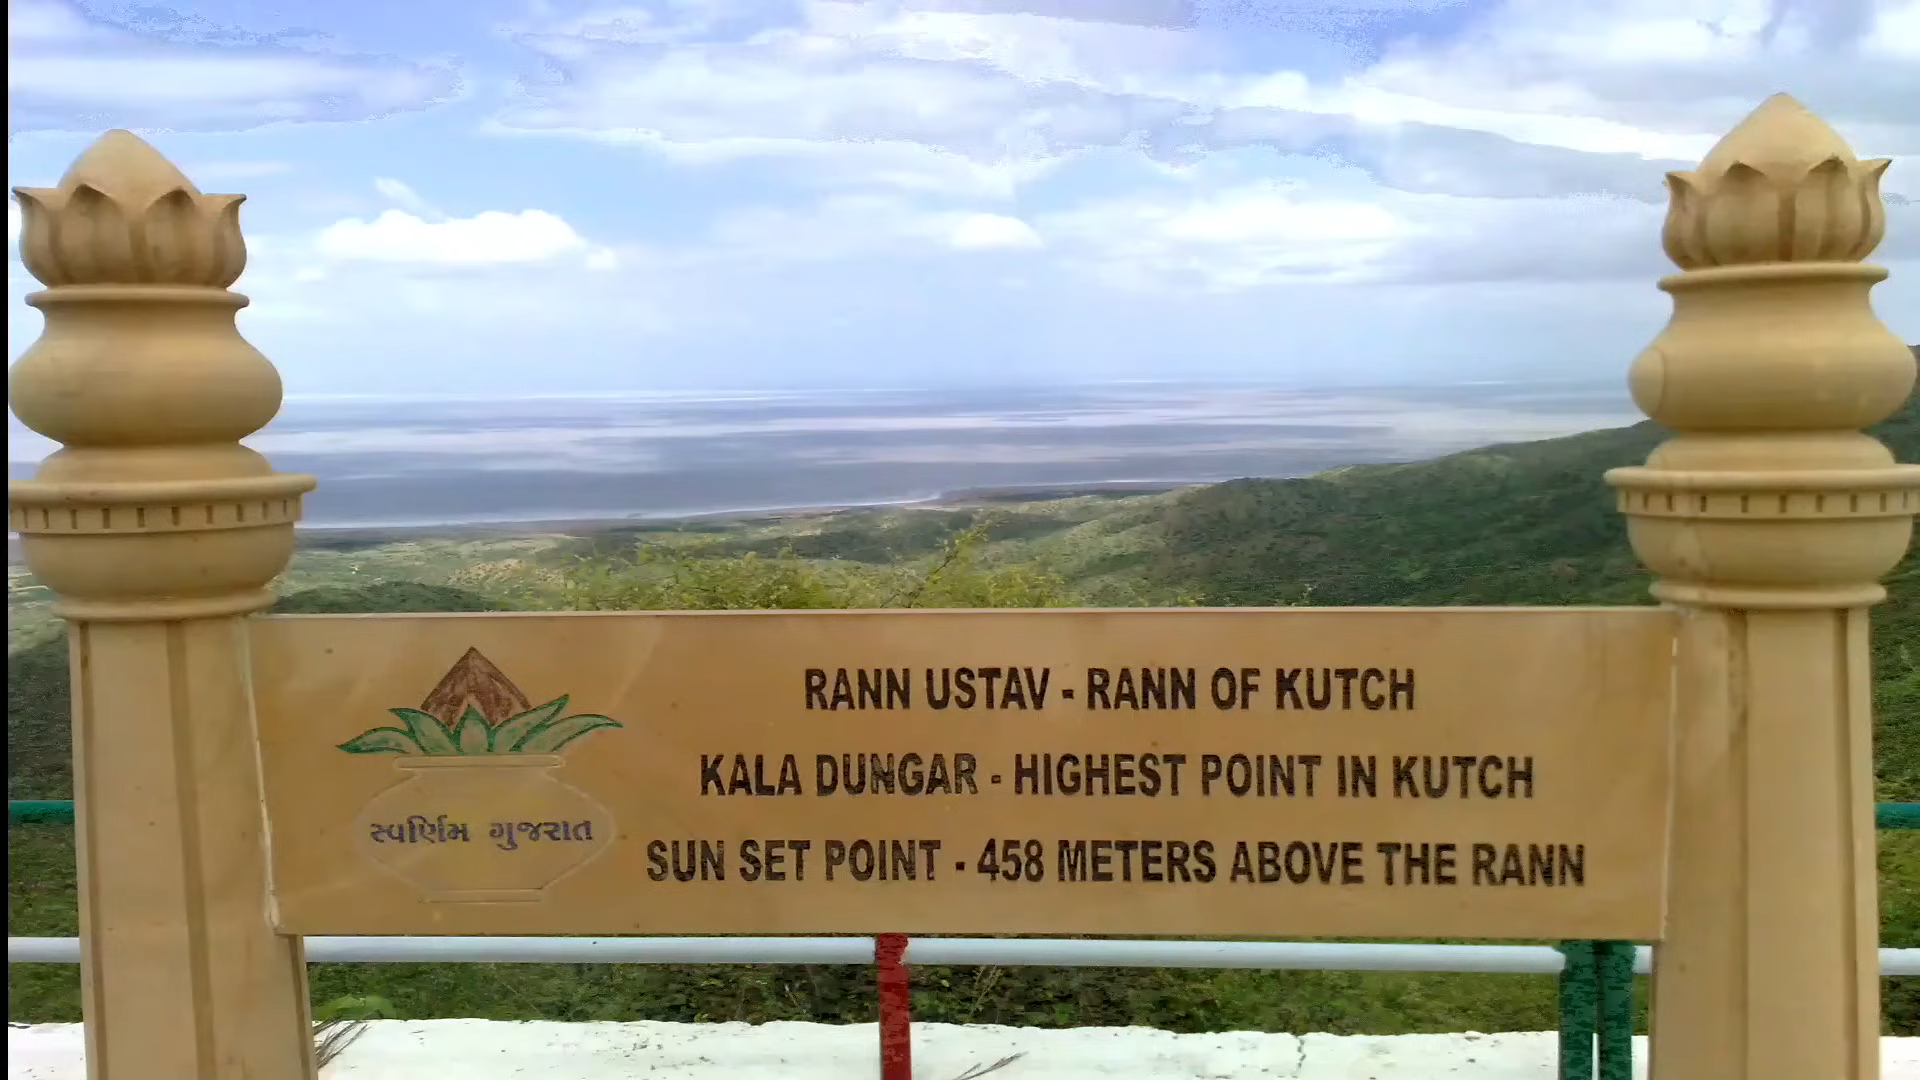 RANN USTAV - RANN OF KUTCH
KALA DUNGAR - HIGHEST POINT IN KUTCH
SUN SET POINT - 458 METERS ABOVE THE RANN
સ્વર્ણિમ ગુજરાત